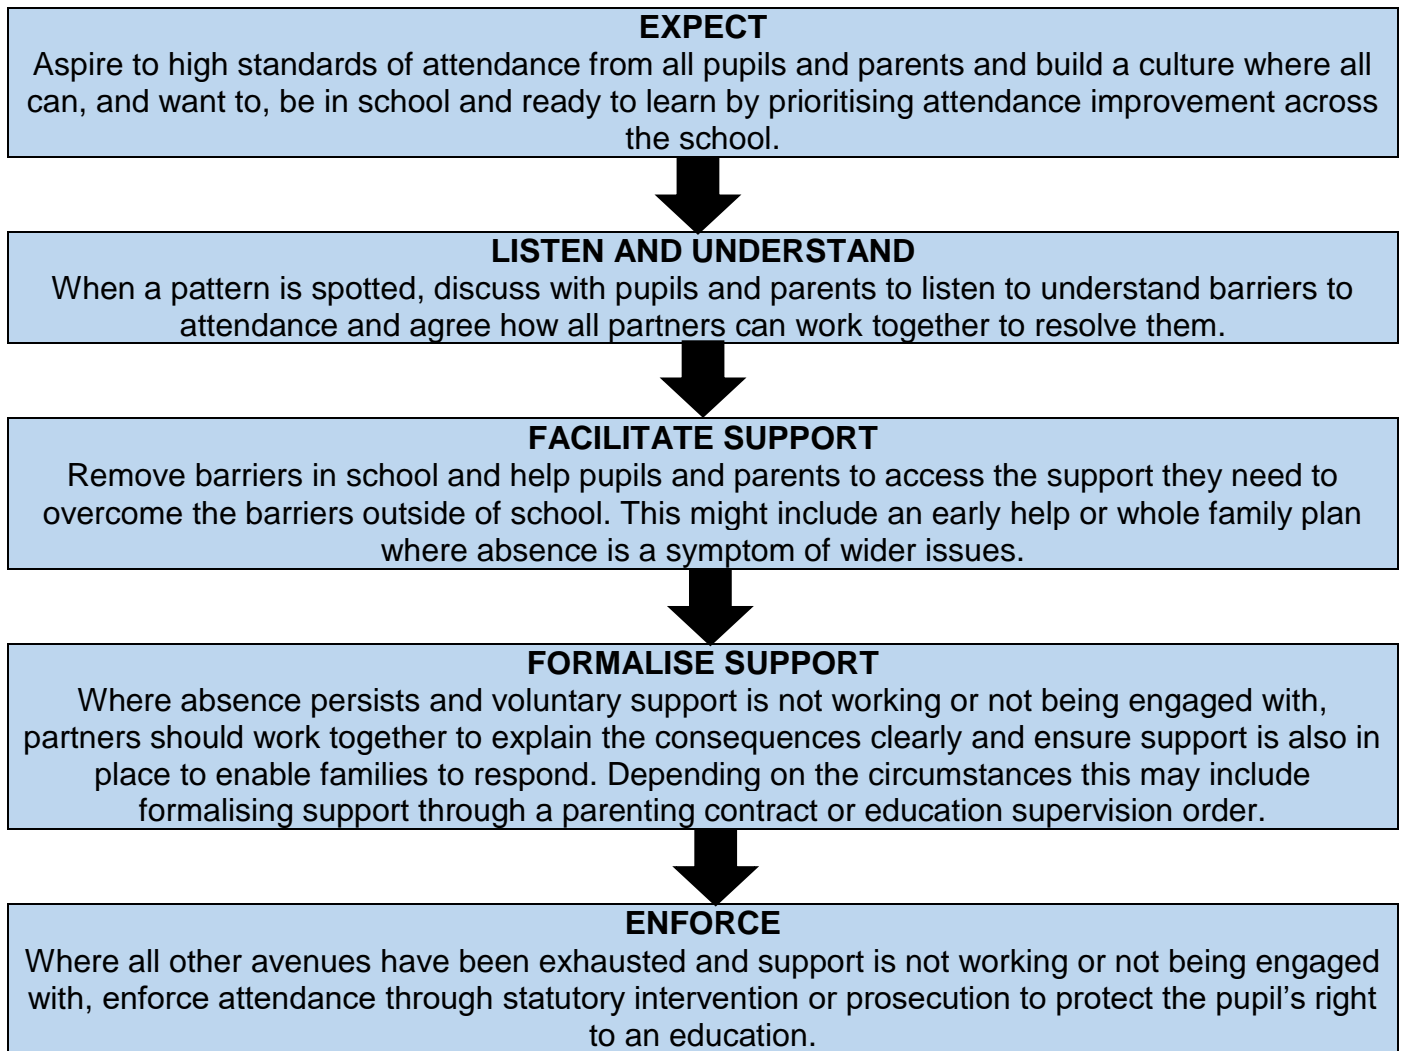 EXPECT
Aspire to high standards of attendance from all pupils and parents and build a culture where all
can, and want to, be in school and ready to learn by prioritising attendance improvement across
the school.
LISTEN AND UNDERSTAND
When a pattern is spotted, discuss with pupils and parents to listen to understand barriers to
attendance and agree how all partners can work together to resolve them.
FACILITATE SUPPORT
Remove barriers in school and help pupils and parents to access the support they need to
overcome the barriers outside of school. This might include an early help or whole family plan
where absence is a symptom of wider issues.
FORMALISE SUPPORT
Where absence persists and voluntary support is not working or not being engaged with,
partners should work together to explain the consequences clearly and ensure support is also in
place to enable families to respond. Depending on the circumstances this may include
formalising support through a parenting contract or education supervision order.
ENFORCE
Where all other avenues have been exhausted and support is not working or not being engaged
with, enforce attendance through statutory intervention or prosecution to protect the pupil’s right
to an education.